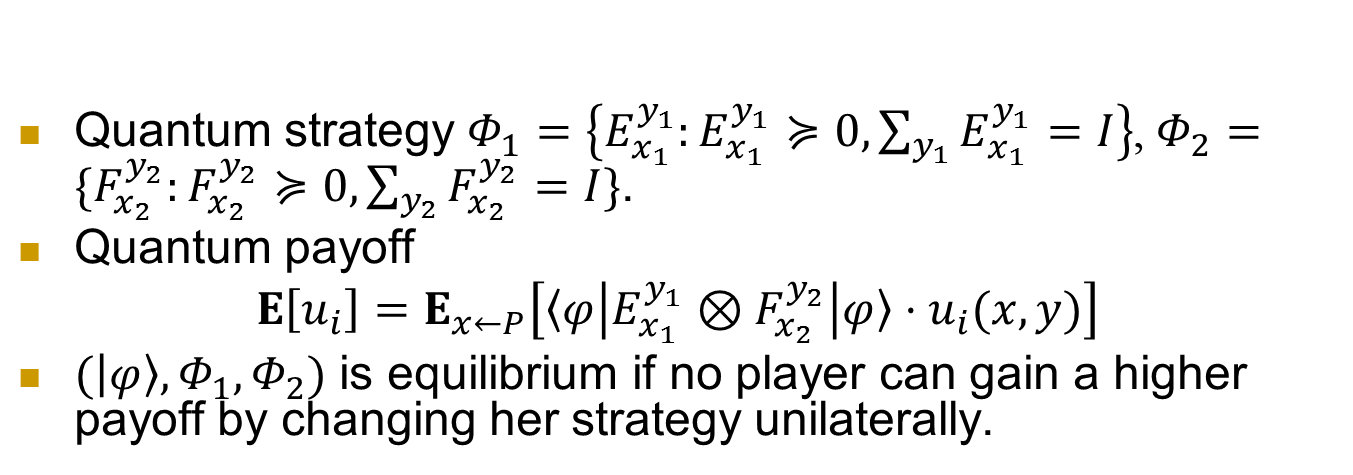 ■ Quantum strategy 𝛷₁ = {E_{x₁}^{y₁}: E_{x₁}^{y₁} ≽ 0, ∑_{y₁} E_{x₁}^{y₁} = I}, 𝛷₂ =
{F_{x₂}^{y₂}: F_{x₂}^{y₂} ≽ 0, ∑_{y₂} F_{x₂}^{y₂} = I}.
■ Quantum payoff
𝐄[u_i] = 𝐄_{x←P}[⟨φ|E_{x₁}^{y₁} ⊗ F_{x₂}^{y₂}|φ⟩ · u_i(x, y)]
■ (|φ⟩, 𝛷₁, 𝛷₂) is equilibrium if no player can gain a higher
payoff by changing her strategy unilaterally.